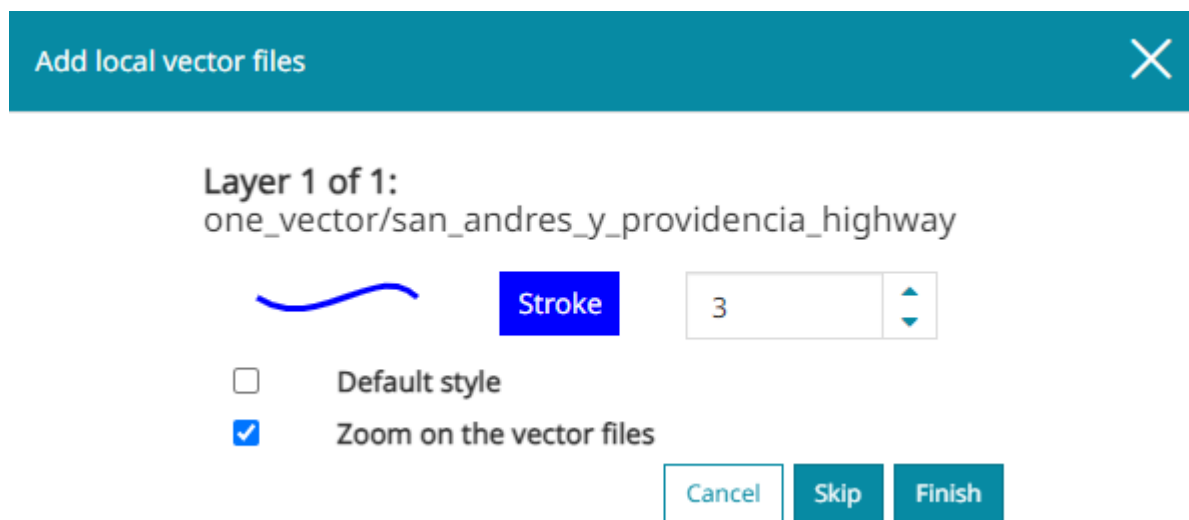 Add local vector files
Layer 1 of 1:
one_vector/san_andres_y_providencia_highway
Stroke 3
Default style
Zoom on the vector files
Cancel Skip Finish